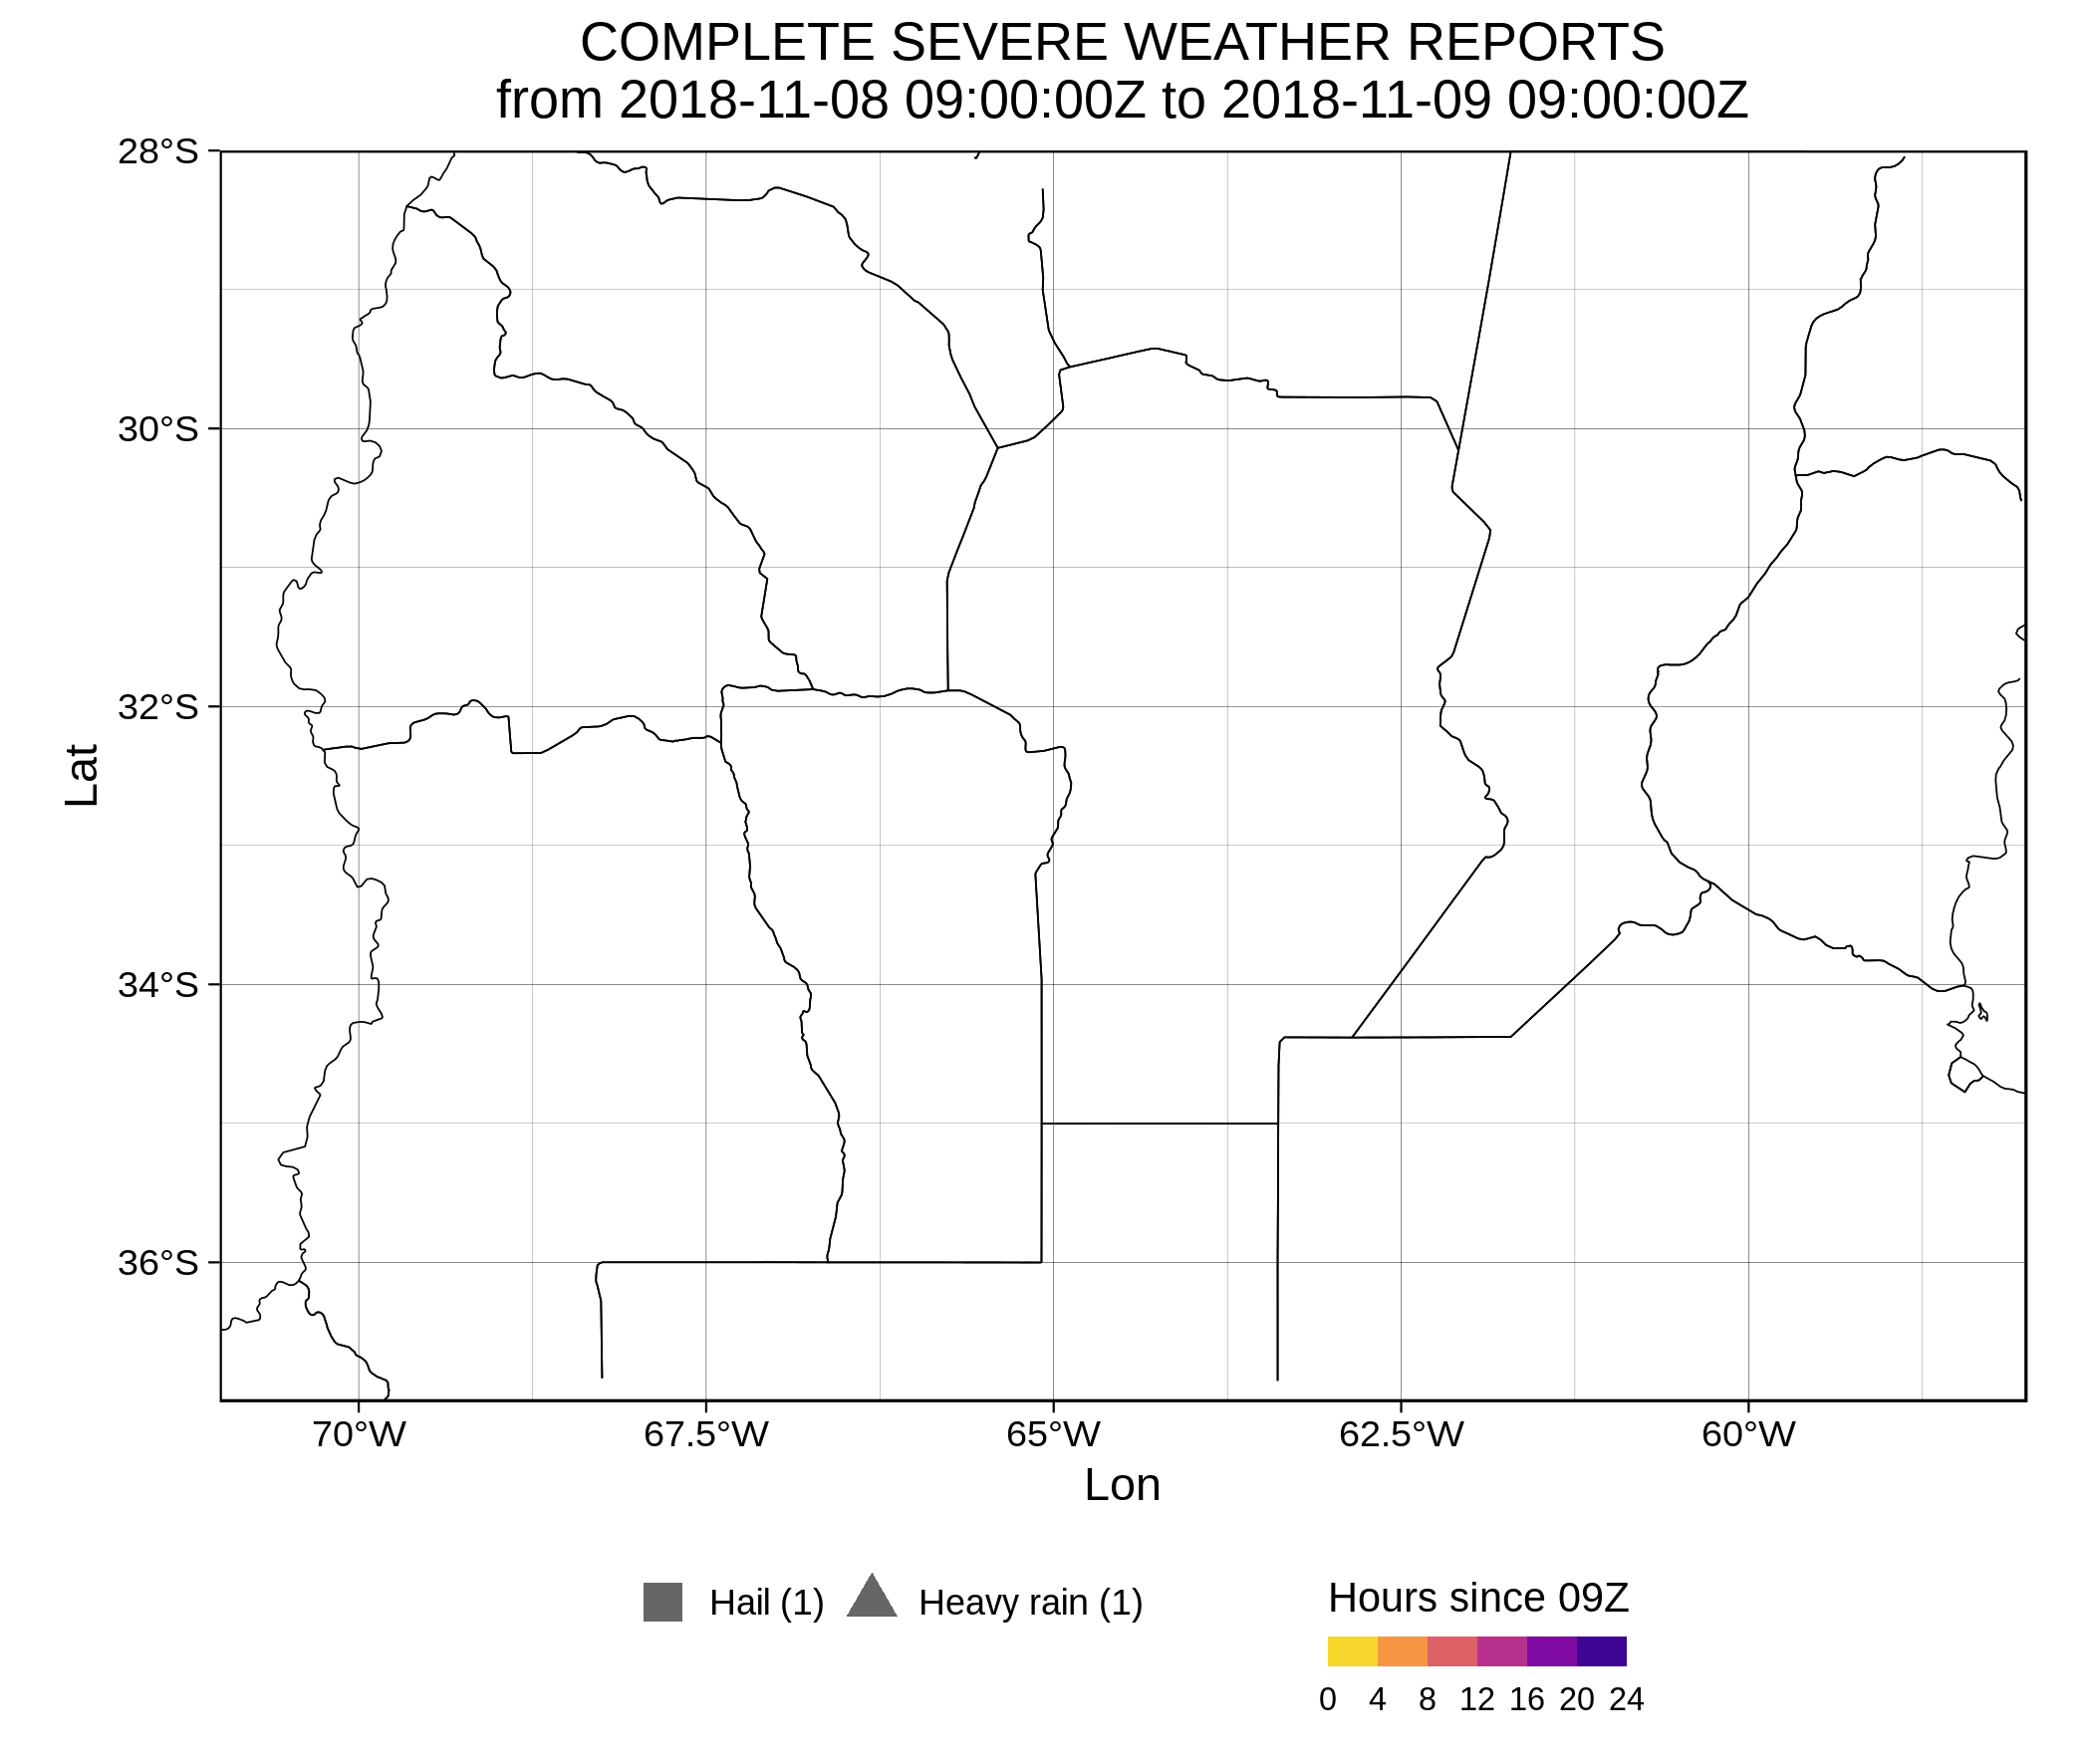 COMPLETE SEVERE WEATHER REPORTS
from 2018-11-08 09:00:00Z to 2018-11-09 09:00:00Z
28°S
30°S
32°S
34°S
36°S
Lat
70°W 67.5°W 65°W 62.5°W 60°W
Lon
Hail (1) Heavy rain (1)
Hours since 09Z
0 4 8 12 16 20 24